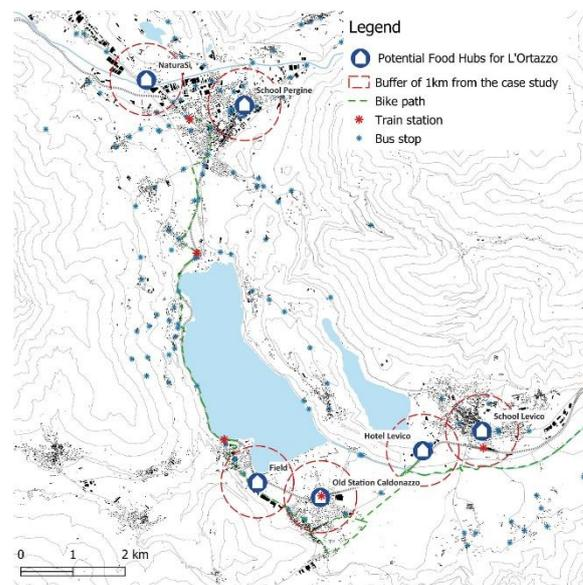 Legend
Potential Food Hubs for L'Ortazzo
Buffer of 1km from the case study
Bike path
Train station
Bus stop
NaturaSì
School Pergine
School Levico
Hotel Levico
Field
Old Station Caldonazzo
0 1 2 km